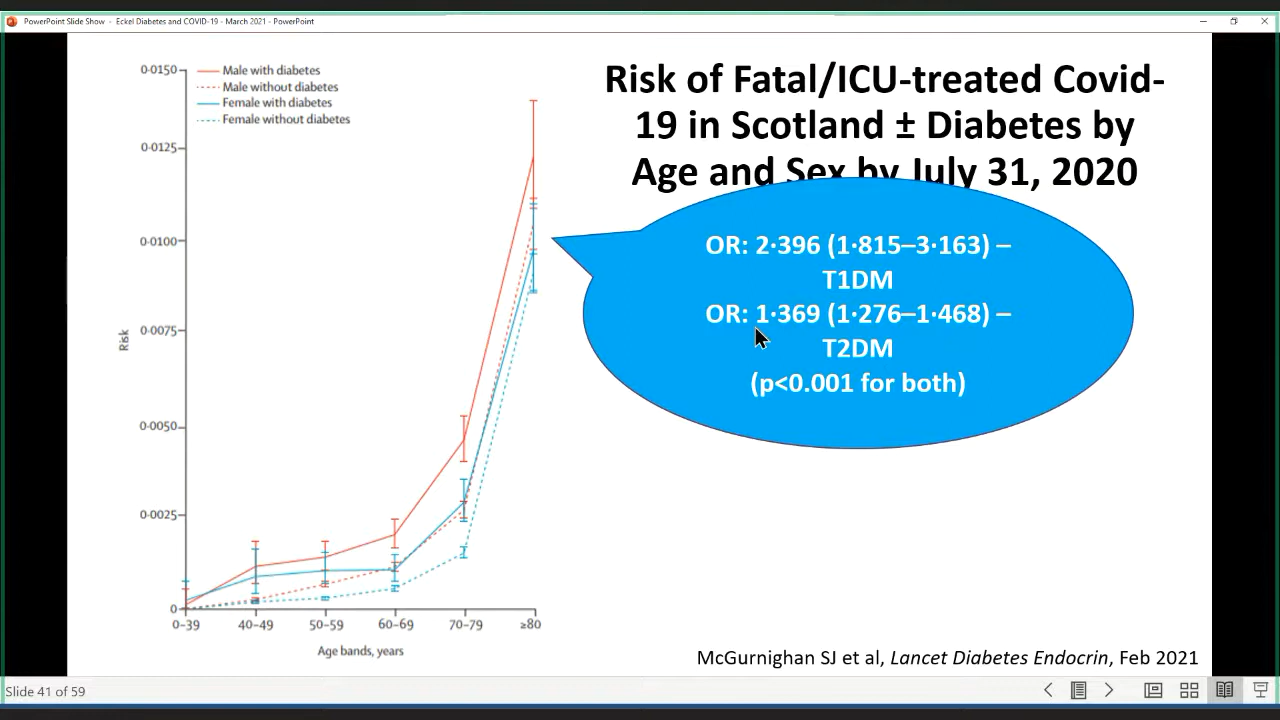 PowerPoint Slide Show - Eckel Diabetes and COVID-19 - March 2021 - PowerPoint
Risk of Fatal/ICU-treated Covid-
19 in Scotland ± Diabetes by
Age and Sex by July 31, 2020
Male with diabetes
Male without diabetes
Female with diabetes
Female without diabetes
0·0150
0·0125
0·0100
0·0075
0·0050
0·0025
0
Risk
0–39
40–49
50–59
60–69
70–79
≥80
Age bands, years
OR: 2·396 (1·815–3·163) –
T1DM
OR: 1·369 (1·276–1·468) –
T2DM
(p<0.001 for both)
McGurnighan SJ et al, Lancet Diabetes Endocrin, Feb 2021
Slide 41 of 59